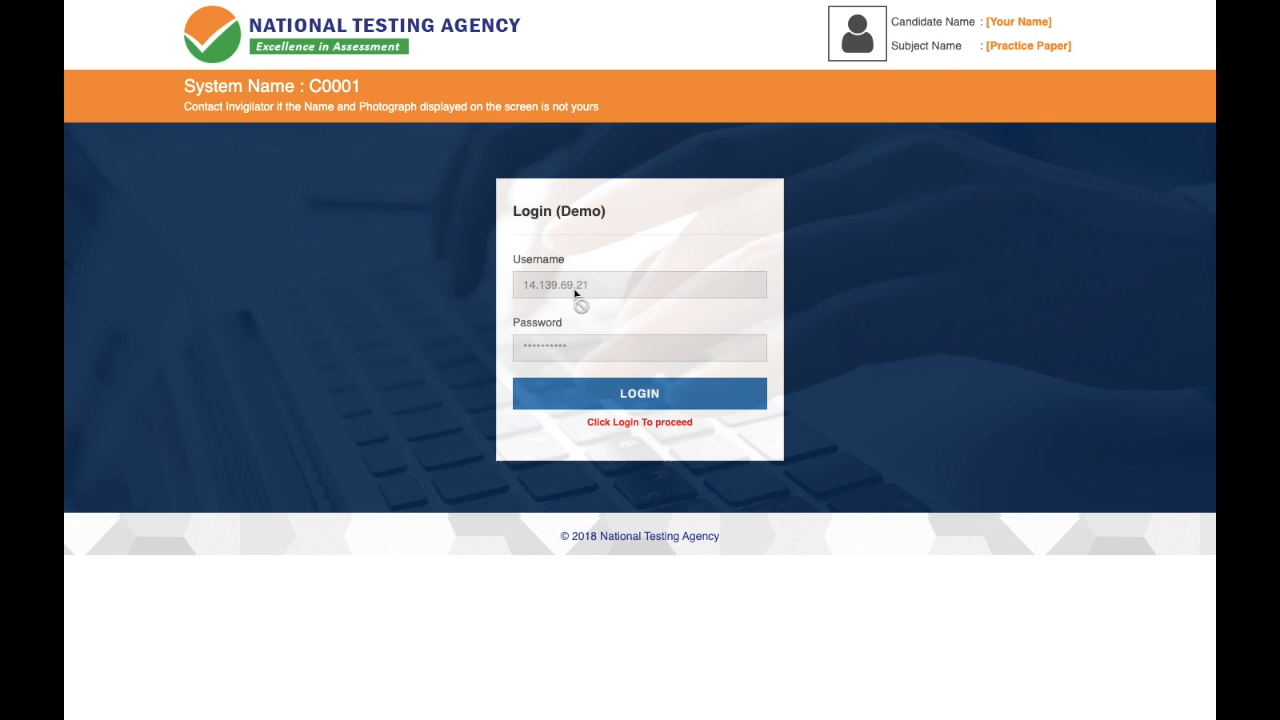 NATIONAL TESTING AGENCY
Excellence in Assessment
Candidate Name : [Your Name]
Subject Name : [Practice Paper]
System Name : C0001
Contact Invigilator if the Name and Photograph displayed on the screen is not yours
Login (Demo)
Username
14.139.69.21
Password
**********
LOGIN
Click Login To proceed
© 2018 National Testing Agency